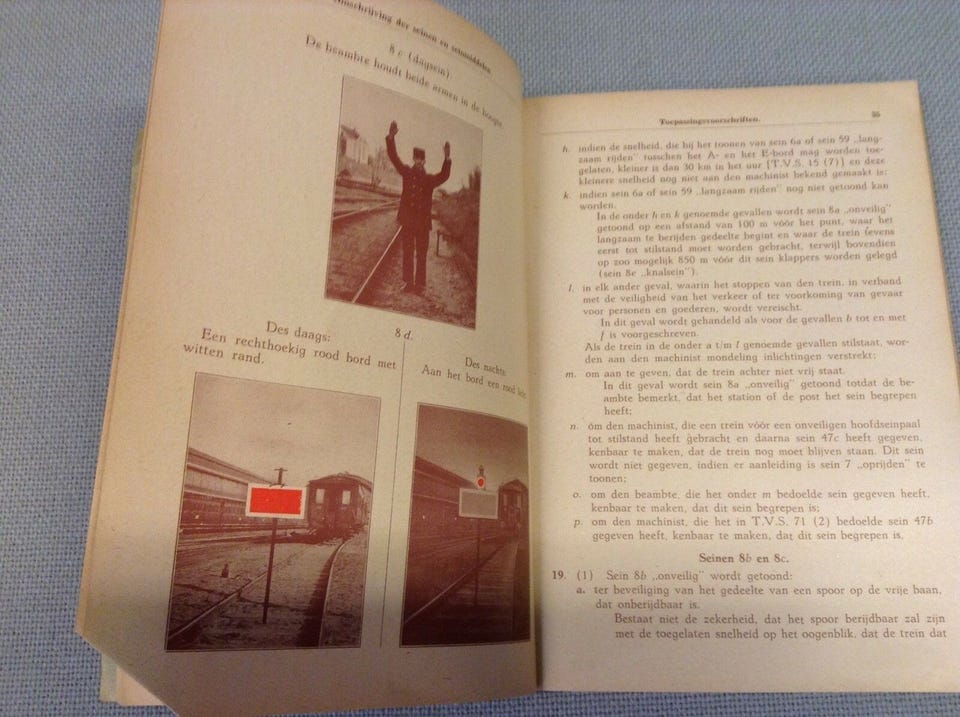 Omschrijving der seinen en seinmiddelen
8 c (dagsein).
De beambte houdt beide armen in de hoogte
Des daags:
Een rechthoekig rood bord met
witten rand.
8 d.
Des nachts:
Aan het bord een rood
Toepassingsvoorschriften.
h. indien de snelheid, die bij het toonen van sein 6a of sein 59 „lang-
zaam rijden” tusschen het A- en het E-bord mag worden toe-
gelaten, kleiner is dan 30 km in het uur [T.V.S. 15 (7)] en deze
kleinere snelheid nog niet aan den machinist bekend gemaakt is;
k. indien sein 6a of sein 59 „langzaam rijden” nog niet getoond kan
worden.
In de onder h en k genoemde gevallen wordt sein 8a „onveilig”
getoond op een afstand van 100 m vóór het punt, waar het
langzaam te berijden gedeelte begint en waar de trein tevens
eerst tot stilstand moet worden gebracht, terwijl bovendien
op zoo mogelijk 850 m vóór dit sein klappers worden gelegd
(sein 8e „knalsein”).
l. in elk ander geval, waarin het stoppen van den trein, in verband
met de veiligheid van het verkeer of ter voorkoming van gevaar
voor personen en goederen, wordt vereischt.
In dit geval wordt gehandeld als voor de gevallen b tot en met
f is voorgeschreven.
Als de trein in de onder a t/m l genoemde gevallen stilstaat, wor-
den aan den machinist mondeling inlichtingen verstrekt;
m. om aan te geven, dat de trein achter niet vrij staat.
In dit geval wordt sein 8a „onveilig” getoond totdat de be-
ambte bemerkt, dat het station of de post het sein begrepen
heeft;
n. om den machinist, die een trein vóór een onveiligen hoofdseinpaal
tot stilstand heeft gebracht en daarna sein 47c heeft gegeven,
kenbaar te maken, dat de trein nog moet blijven staan. Dit sein
wordt niet gegeven, indien er aanleiding is sein 7 „oprijden” te
toonen;
o. om den beambte, die het onder m bedoelde sein gegeven heeft,
kenbaar te maken, dat dit sein begrepen is;
p. om den machinist, die het in T.V.S. 71 (2) bedoelde sein 47b
gegeven heeft, kenbaar te maken, dat dit sein begrepen is.
Seinen 8b en 8c.
19. (1) Sein 8b „onveilig” wordt getoond:
a. ter beveiliging van het gedeelte van een spoor op de vrije baan,
dat onberijdbaar is.
Bestaat niet de zekerheid, dat het spoor berijdbaar zal zijn
met de toegelaten snelheid op het oogenblik, dat de trein dat